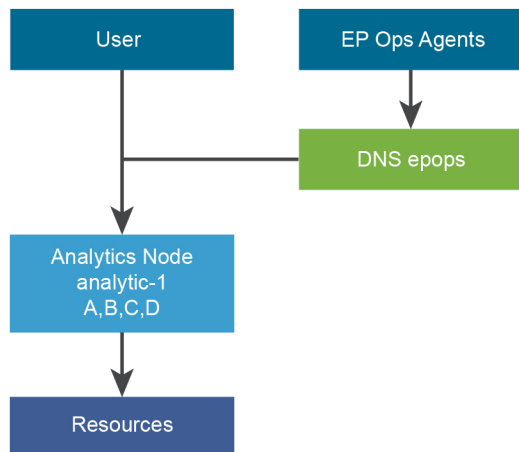 User
EP Ops Agents
DNS epops
Analytics Node
analytic-1
A,B,C,D
Resources